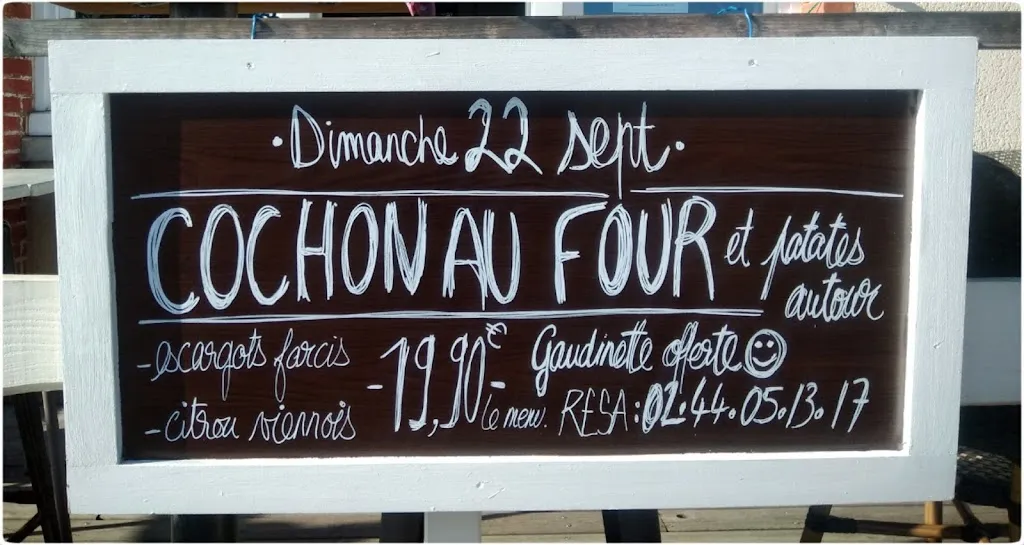 ·Dimanche 22 sept.·
COCHON AU FOUR et patates
autour
-escargots farcis
-citron viennois
-19,90€-
le menu.
Gaudinette offerte☺
RESA:02.44.05.13.17